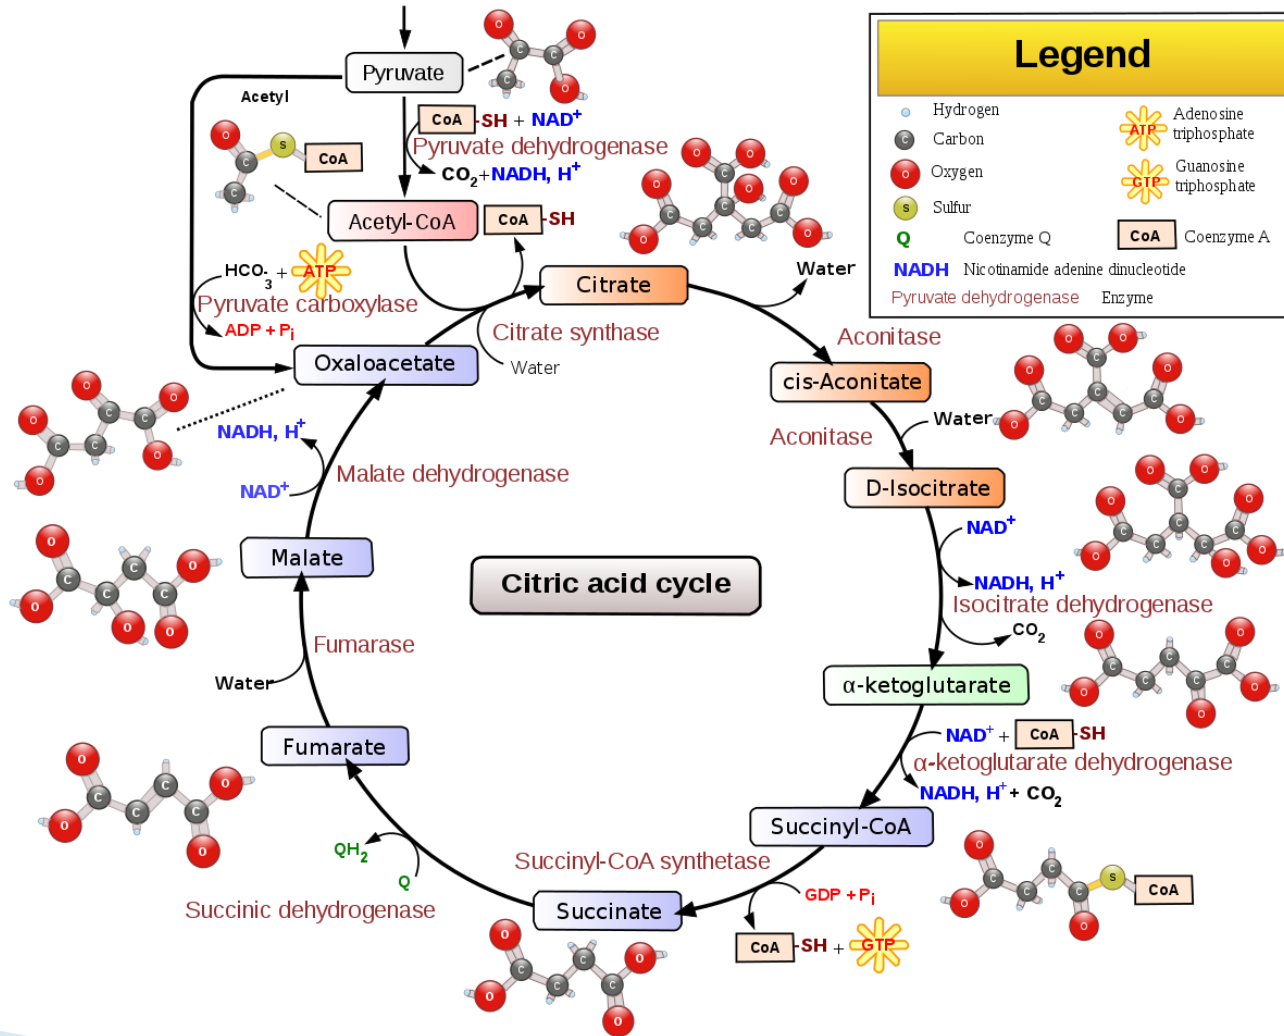 Legend
Hydrogen
Carbon
Oxygen
Sulfur
Q Coenzyme Q
NADH Nicotinamide adenine dinucleotide
Pyruvate dehydrogenase Enzyme
ATP Adenosine
triphosphate
GTP Guanosine
triphosphate
CoA Coenzyme A
Pyruvate
Acetyl
CoA-SH + NAD+
Pyruvate dehydrogenase
CO2+NADH, H+
CoA
Acetyl-CoA
CoA-SH
HCO3- + ATP
Pyruvate carboxylase
ADP + Pi
Citrate
Water
Citrate synthase
Water
Oxaloacetate
Aconitase
cis-Aconitate
Water
Aconitase
D-Isocitrate
NAD+
NADH, H+
Isocitrate dehydrogenase
CO2
α-ketoglutarate
NAD+ + CoA-SH
α-ketoglutarate dehydrogenase
NADH, H+ + CO2
Succinyl-CoA
CoA
Succinyl-CoA synthetase
GDP + Pi
CoA-SH + GTP
Succinate
Succinic dehydrogenase
Q
QH2
Fumarate
Water
Fumarase
Malate
NAD+
NADH, H+
Malate dehydrogenase
Citric acid cycle